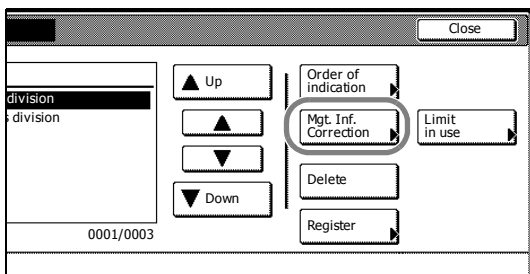 Close
division
s division
0001/0003
Up
Down
Order of
indication
Mgt. Inf.
Correction
Limit
in use
Delete
Register